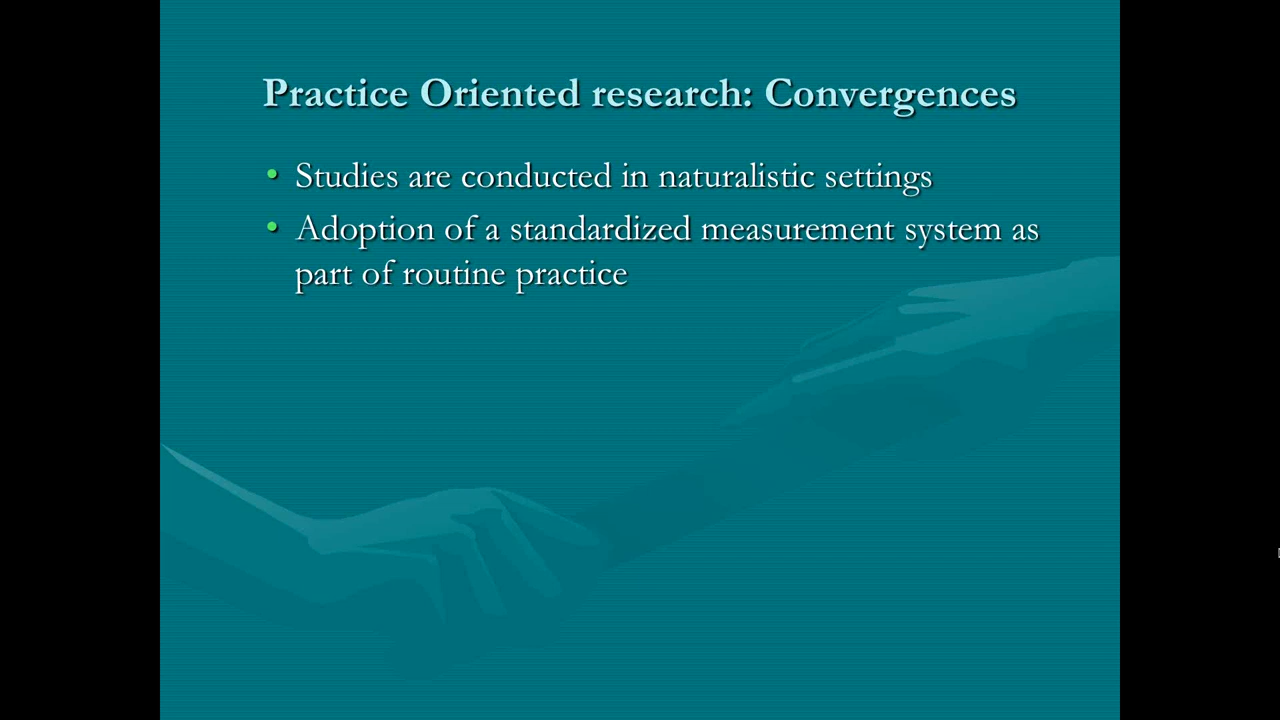 Practice Oriented research: Convergences
• Studies are conducted in naturalistic settings
• Adoption of a standardized measurement system as
part of routine practice